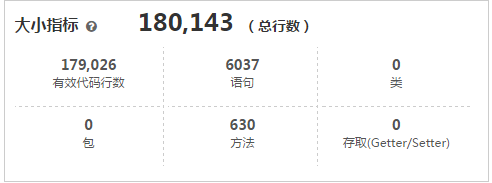 大小指标 ? 180,143 （总行数）
179,026 6037 0
有效代码行数 语句 类
0 630 0
包 方法 存取(Getter/Setter)